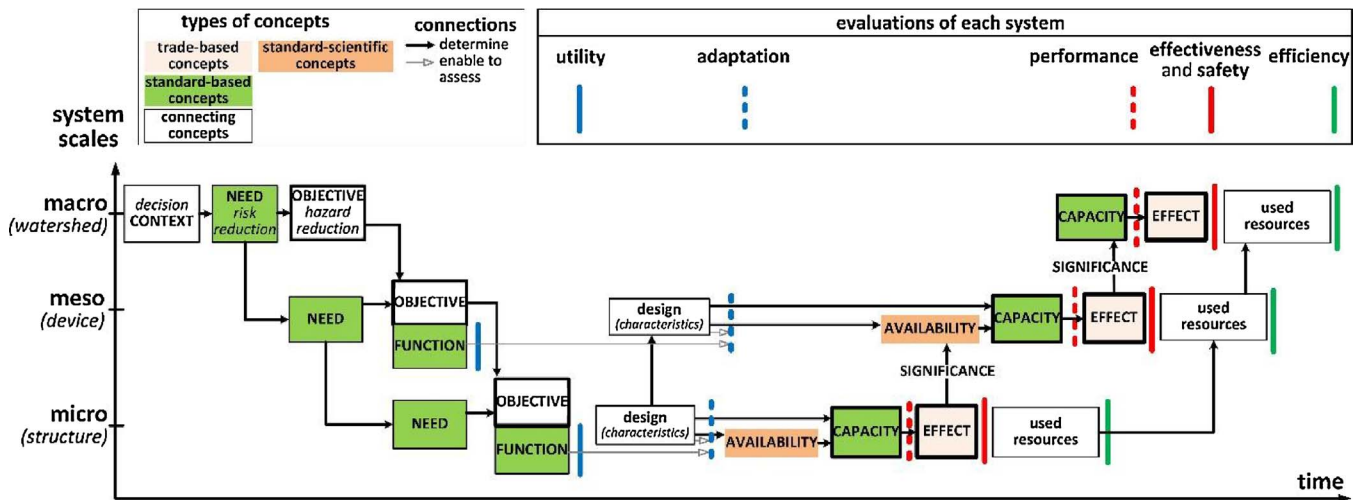 types of concepts
trade-based
concepts
standard-scientific
concepts
standard-based
concepts
connecting
concepts
connections
determine
enable to
assess
evaluations of each system
utility
adaptation
performance
effectiveness
and safety
efficiency
system
scales
macro
(watershed)
decision
CONTEXT
NEED
risk
reduction
OBJECTIVE
hazard
reduction
CAPACITY
EFFECT
used
resources
SIGNIFICANCE
meso
(device)
NEED
OBJECTIVE
FUNCTION
design
(characteristics)
AVAILABILITY
CAPACITY
EFFECT
used
resources
SIGNIFICANCE
micro
(structure)
NEED
OBJECTIVE
FUNCTION
design
(characteristics)
AVAILABILITY
CAPACITY
EFFECT
used
resources
time